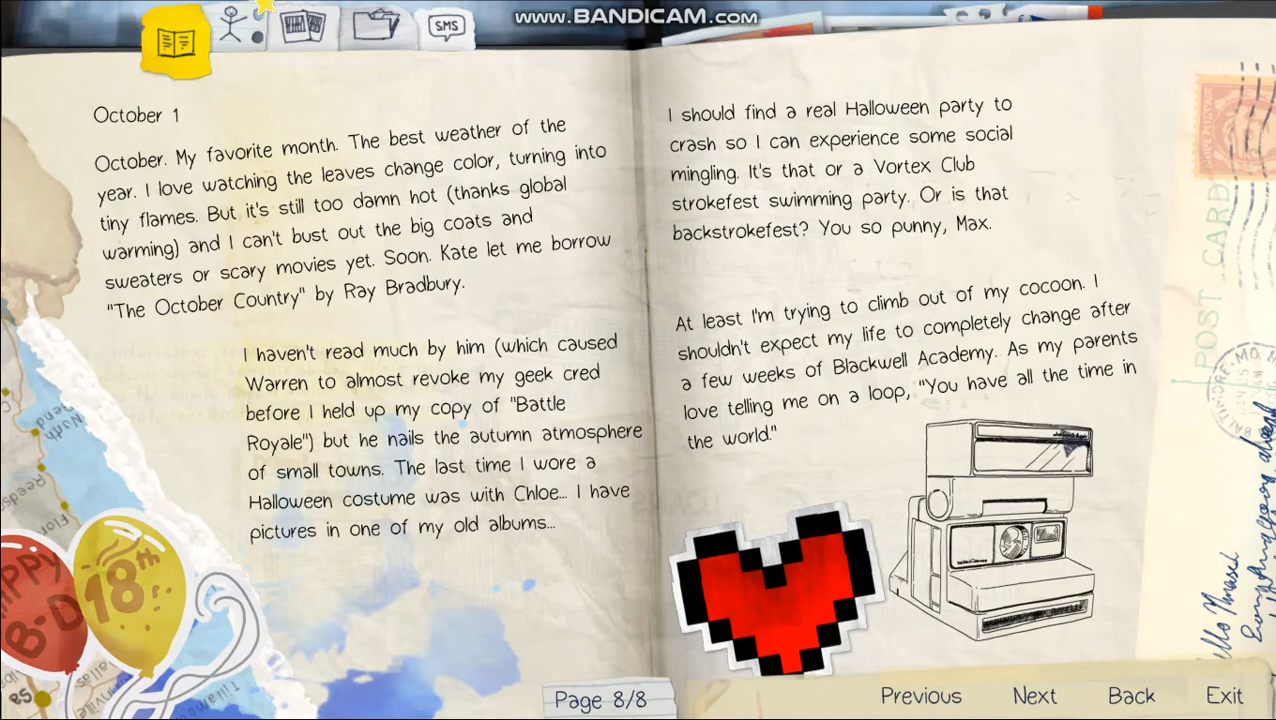 www.BANDICAM.com
SMS
October 1
October. My favorite month. The best weather of the
year. I love watching the leaves change color, turning into
tiny flames. But it's still too damn hot (thanks global
warming) and I can't bust out the big coats and
sweaters or scary movies yet. Soon. Kate let me borrow
"The October Country" by Ray Bradbury.
I haven't read much by him (which caused
Warren to almost revoke my geek cred
before I held up my copy of "Battle
Royale") but he nails the autumn atmosphere
of small towns. The last time I wore a
Halloween costume was with Chloe... I have
pictures in one of my old albums...
I should find a real Halloween party to
crash so I can experience some social
mingling. It's that or a Vortex Club
strokefest swimming party. Or is that
backstrokefest? You so punny, Max.
At least I'm trying to climb out of my cocoon. I
shouldn't expect my life to completely change after
a few weeks of Blackwell Academy. As my parents
love telling me on a loop, "You have all the time in
the world."
North
Bend
B-D
18th
POST CARD
Page 8/8
Previous
Next
Back
Exit